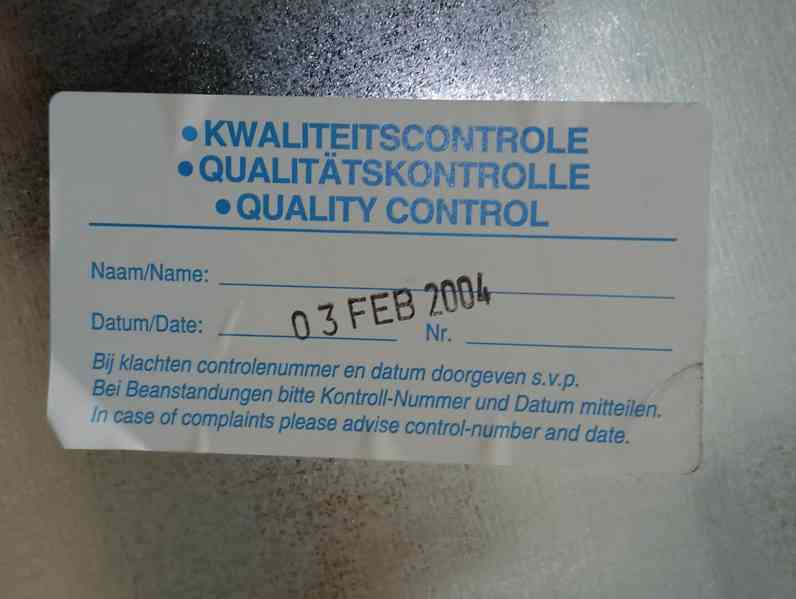 •KWALITEITSCONTROLE
•QUALITÄTSKONTROLLE
•QUALITY CONTROL
Naam/Name:
Datum/Date: 03 FEB 2004 Nr.
Bij klachten controlenummer en datum doorgeven s.v.p.
Bei Beanstandungen bitte Kontroll-Nummer und Datum mitteilen.
In case of complaints please advise control-number and date.